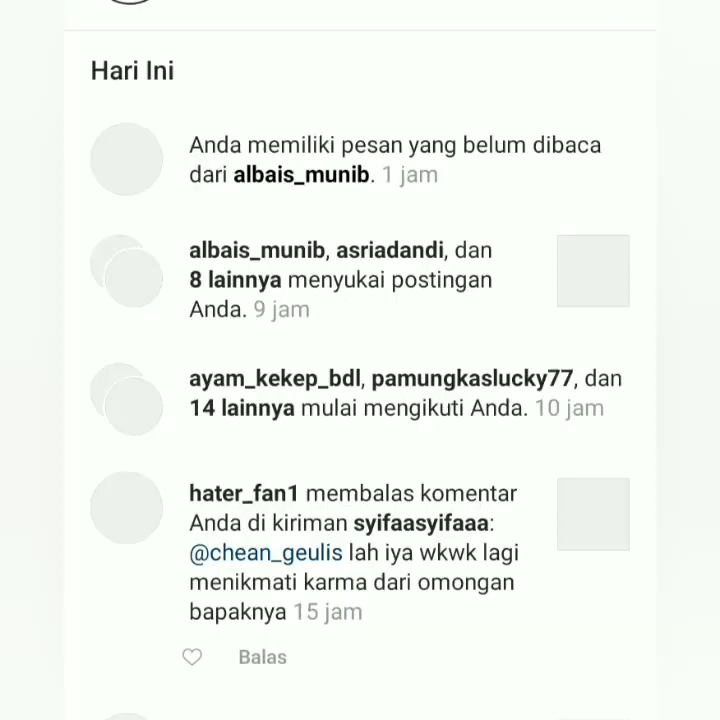 Hari Ini
Anda memiliki pesan yang belum dibaca
dari albais_munib. 1 jam
albais_munib, asriadandi, dan
8 lainnya menyukai postingan
Anda. 9 jam
ayam_kekep_bdl, pamungkaslucky77, dan
14 lainnya mulai mengikuti Anda. 10 jam
hater_fan1 membalas komentar
Anda di kiriman syifaasyifaaa:
@chean_geulis lah iya wkwk lagi
menikmati karma dari omongan
bapaknya 15 jam
Balas